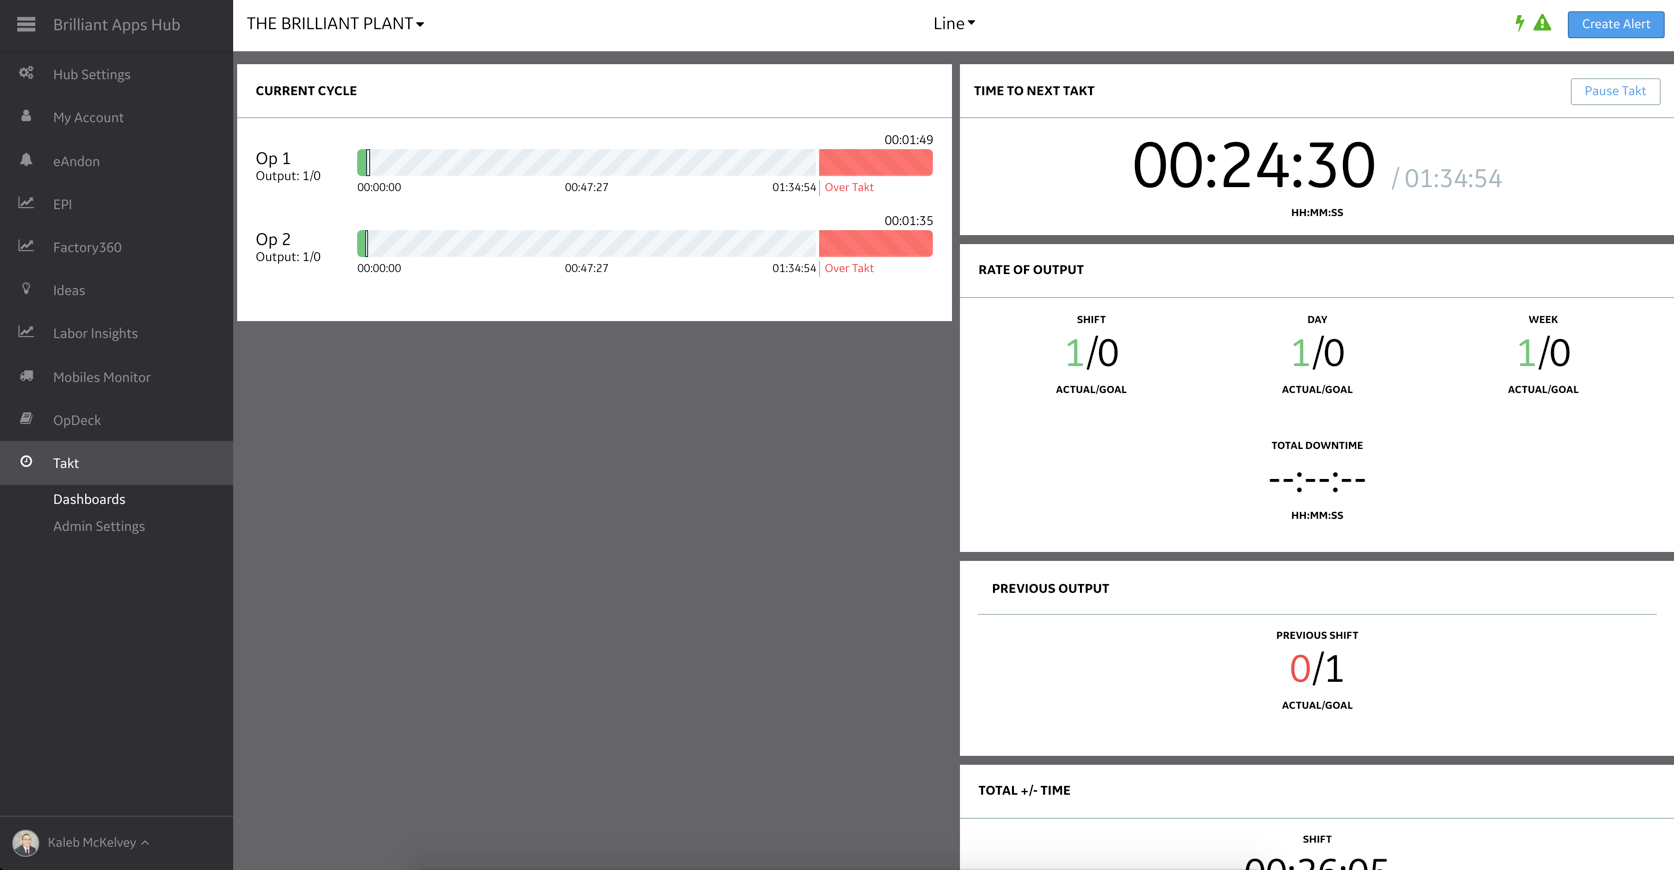 Brilliant Apps Hub
Hub Settings
My Account
eAndon
EPI
Factory360
Ideas
Labor Insights
Mobiles Monitor
OpDeck
Takt
Dashboards
Admin Settings
Kaleb McKelvey
THE BRILLIANT PLANT
Line
Create Alert
CURRENT CYCLE
00:01:49
Op 1
Output: 1/0
00:00:00 00:47:27 01:34:54 Over Takt
00:01:35
Op 2
Output: 1/0
00:00:00 00:47:27 01:34:54 Over Takt
TIME TO NEXT TAKT
Pause Takt
00:24:30 / 01:34:54
HH:MM:SS
RATE OF OUTPUT
SHIFT DAY WEEK
1/0 1/0 1/0
ACTUAL/GOAL ACTUAL/GOAL ACTUAL/GOAL
TOTAL DOWNTIME
--:--:--
HH:MM:SS
PREVIOUS OUTPUT
PREVIOUS SHIFT
0/1
ACTUAL/GOAL
TOTAL +/- TIME
SHIFT
00:26:05